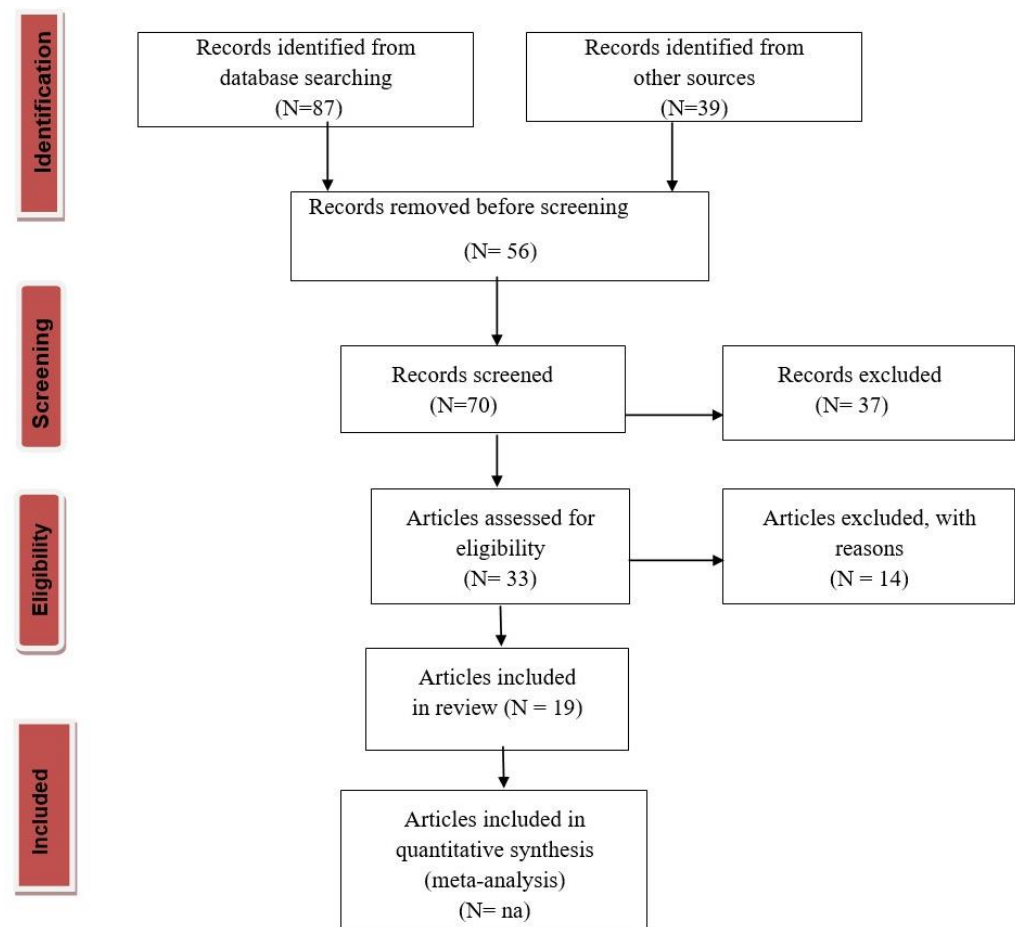 Identification
Records identified from
database searching
(N=87)
Records identified from
other sources
(N=39)
Records removed before screening
(N= 56)
Screening
Records screened
(N=70)
Records excluded
(N= 37)
Eligibility
Articles assessed for
eligibility
(N= 33)
Articles excluded, with
reasons
(N = 14)
Included
Articles included
in review (N = 19)
Articles included in
quantitative synthesis
(meta-analysis)
(N= na)